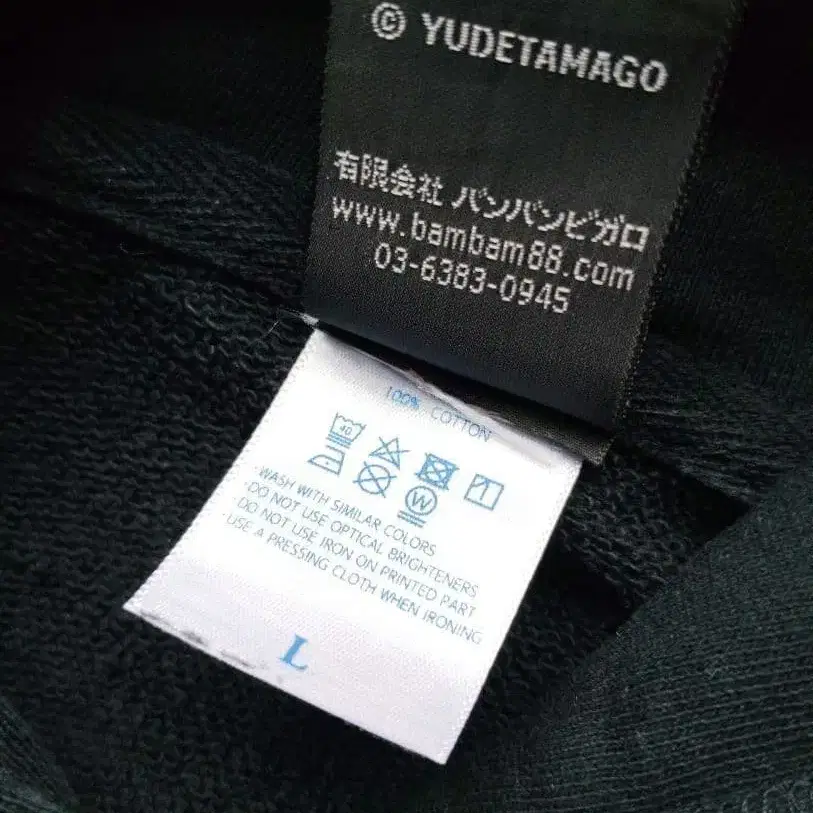 © YUDETAMAGO
有限会社 バンバンビガロ
www.bambam88.com
03-6383-0945
100% COTTON
40
W
·WASH WITH SIMILAR COLORS
·DO NOT USE OPTICAL BRIGHTENERS
·DO NOT USE IRON ON PRINTED PART
·USE A PRESSING CLOTH WHEN IRONING
L